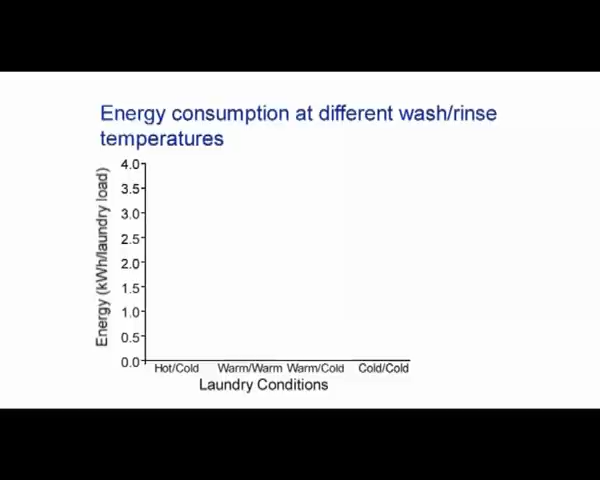 Energy consumption at different wash/rinse
temperatures
Energy (kWh/laundry load)
4.0
3.5
3.0
2.5
2.0
1.5
1.0
0.5
0.0
Hot/Cold Warm/Warm Warm/Cold Cold/Cold
Laundry Conditions